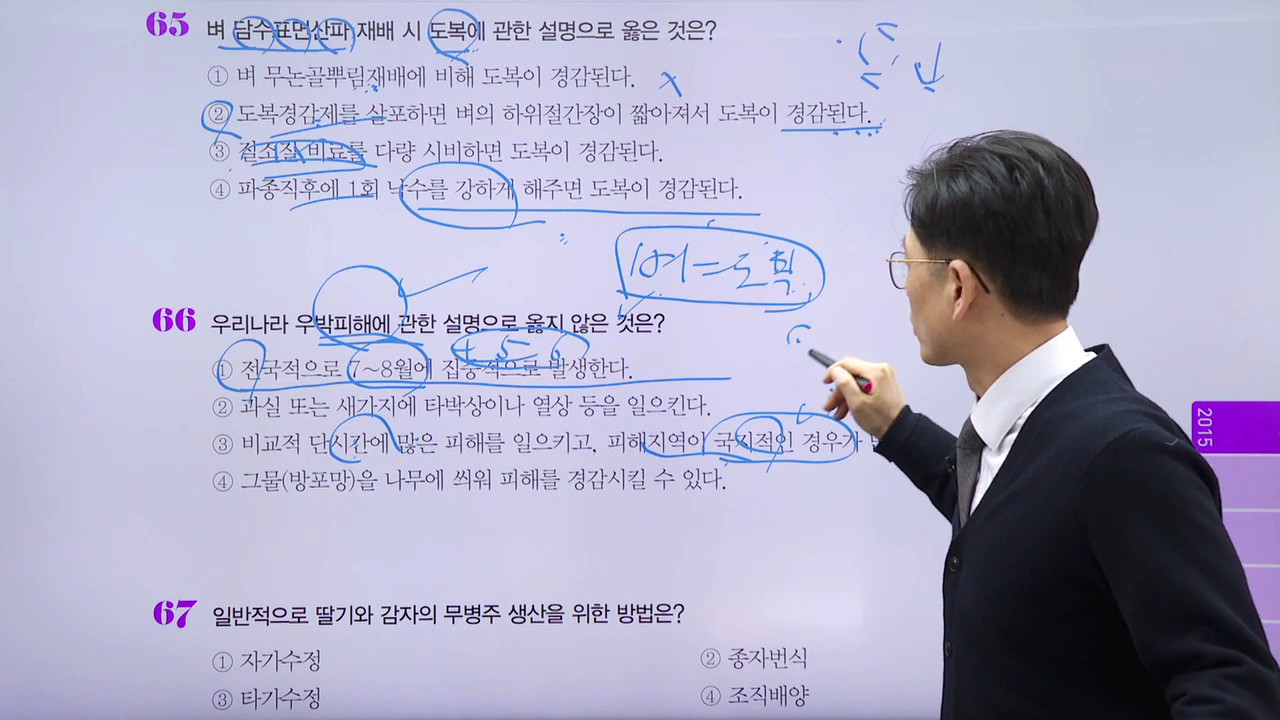 65 벼 담수표면산파 재배 시 도복에 관한 설명으로 옳은 것은?
① 벼 무논골뿌림재배에 비해 도복이 경감된다.
② 도복경감제를 살포하면 벼의 하위절간장이 짧아져서 도복이 경감된다.
③ 질소질 비료를 다량 시비하면 도복이 경감된다.
④ 파종직후에 1회 낙수를 강하게 해주면 도복이 경감된다.
66 우리나라 우박피해에 관한 설명으로 옳지 않은 것은?
① 전국적으로 7~8월에 집중적으로 발생한다.
② 과실 또는 새가지에 타박상이나 열상 등을 일으킨다.
③ 비교적 단시간에 많은 피해를 일으키고, 피해지역이 국지적인 경우가
④ 그물(방포망)을 나무에 씌워 피해를 경감시킬 수 있다.
2015
67 일반적으로 딸기와 감자의 무병주 생산을 위한 방법은?
① 자가수정
② 종자번식
③ 타가수정
④ 조직배양